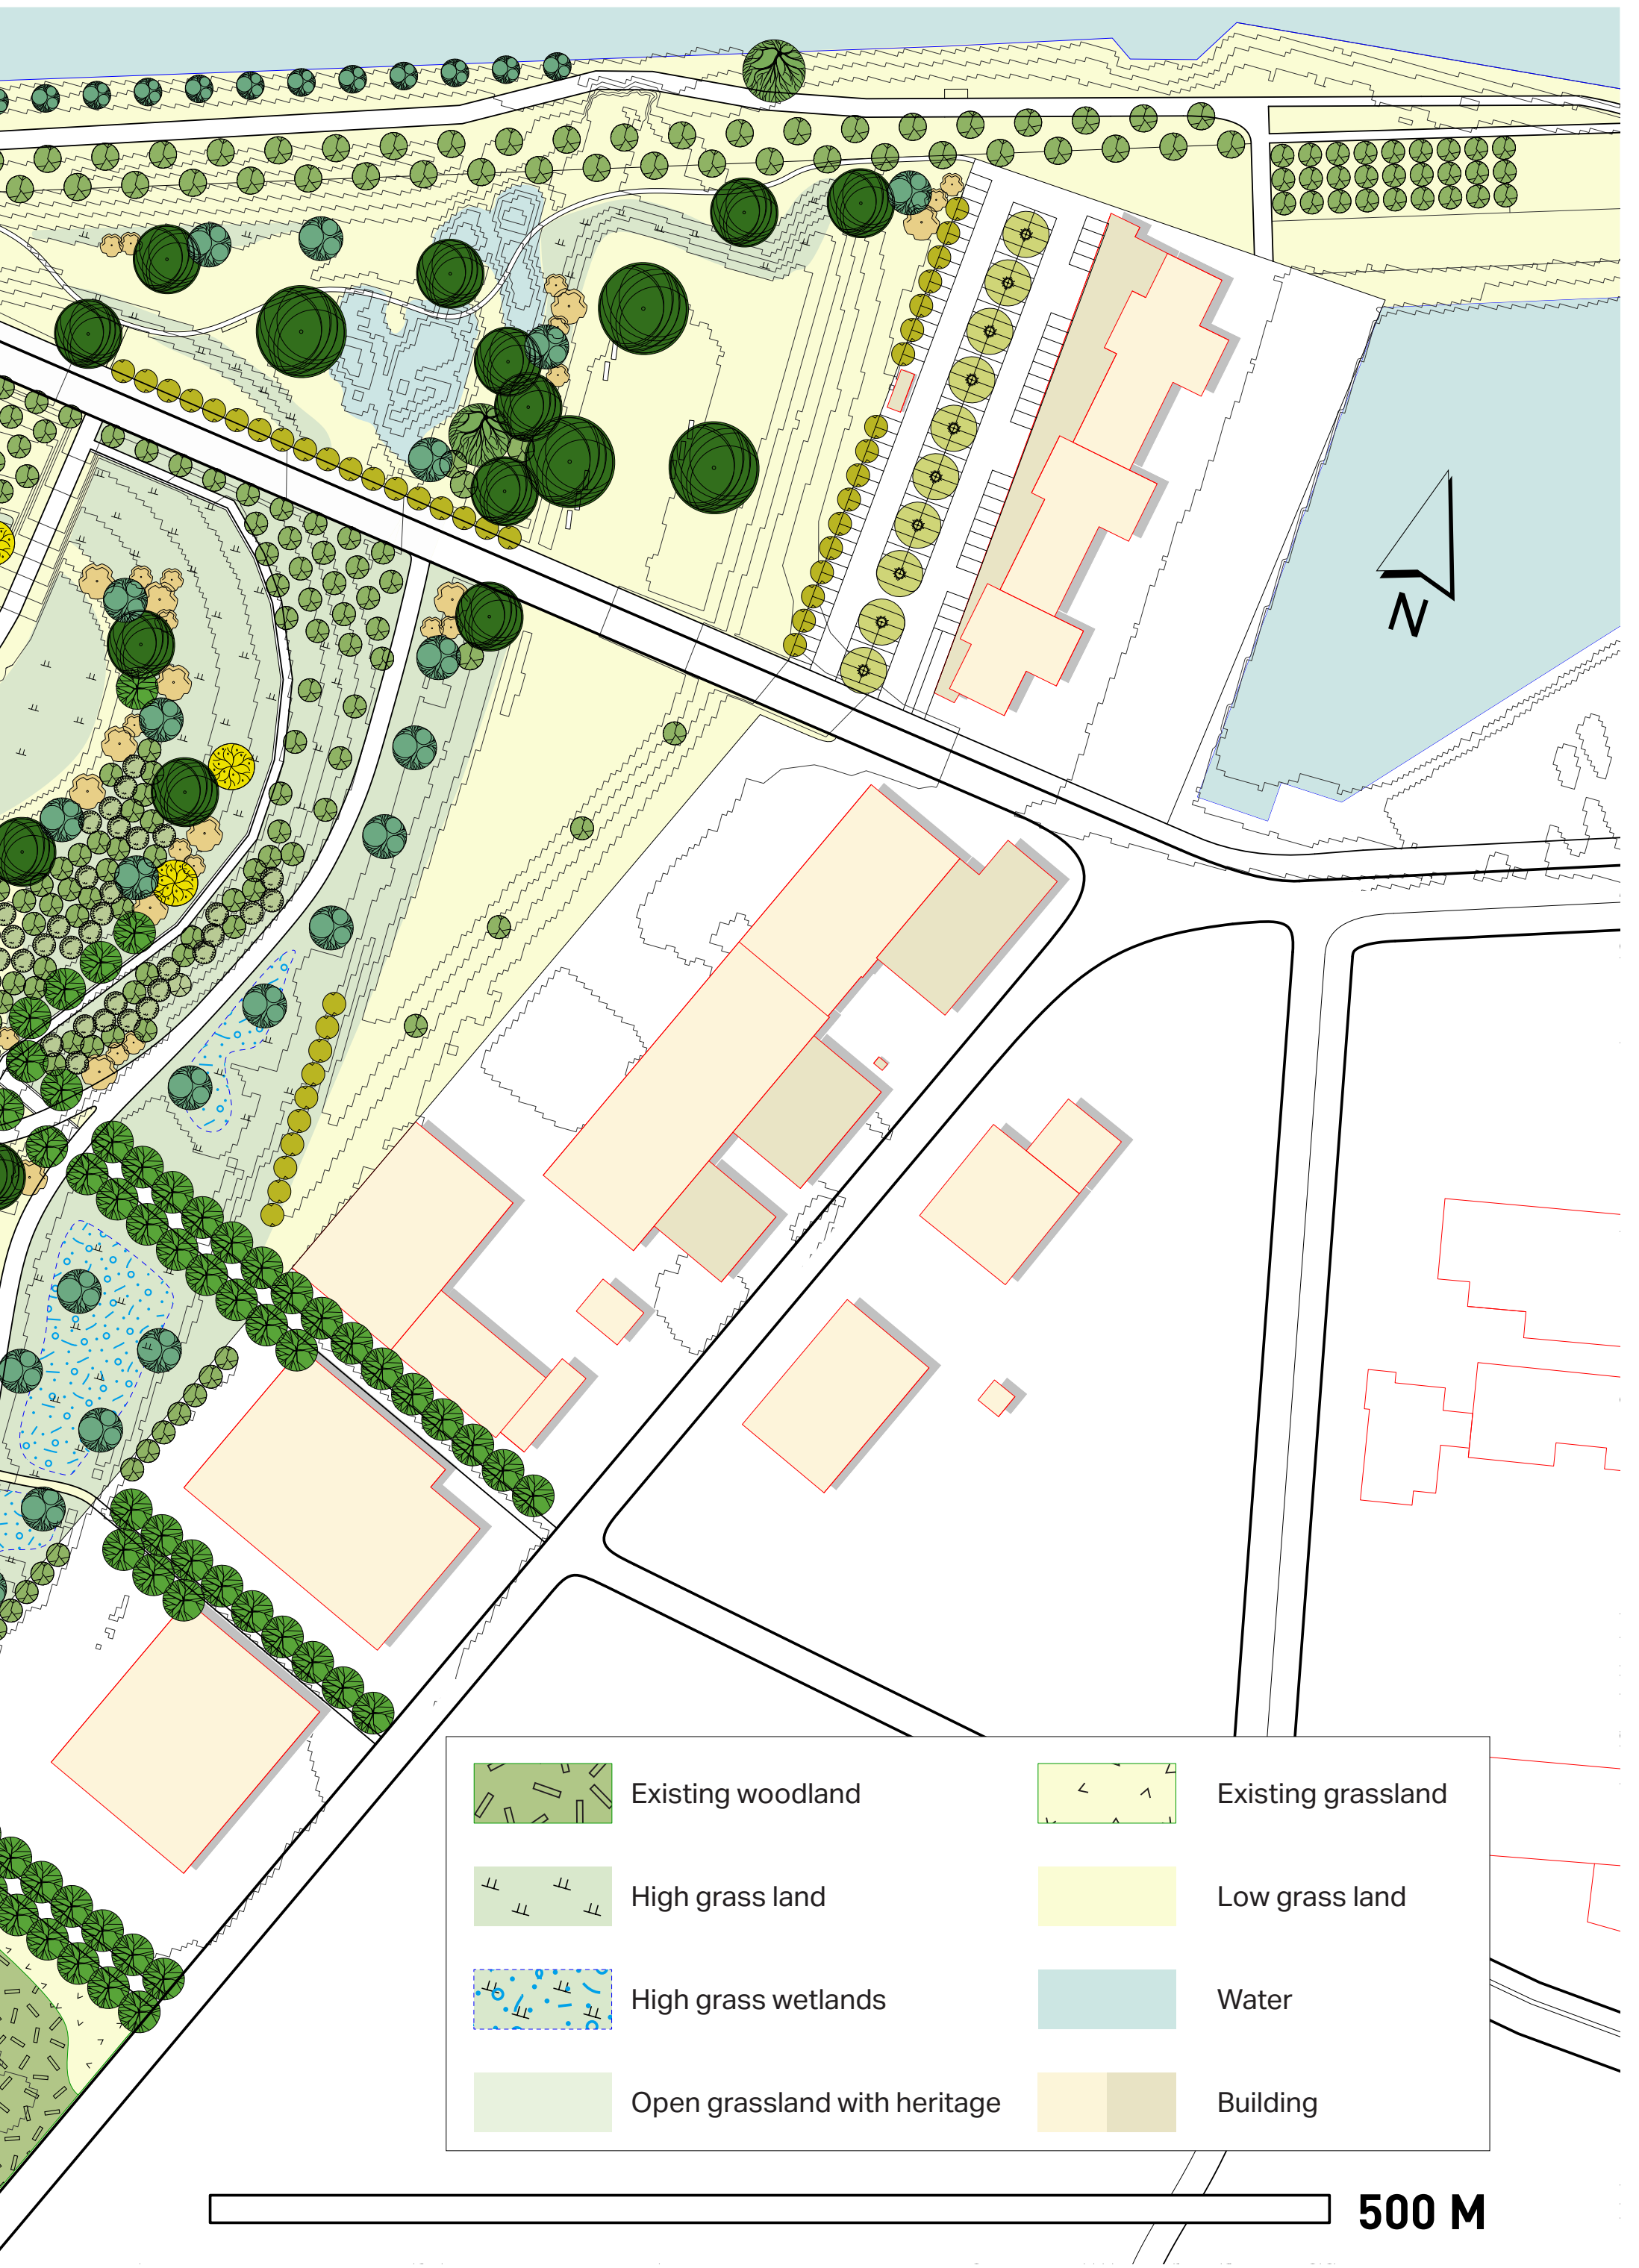 N
Existing woodland
Existing grassland
High grass land
Low grass land
High grass wetlands
Water
Open grassland with heritage
Building
500 M